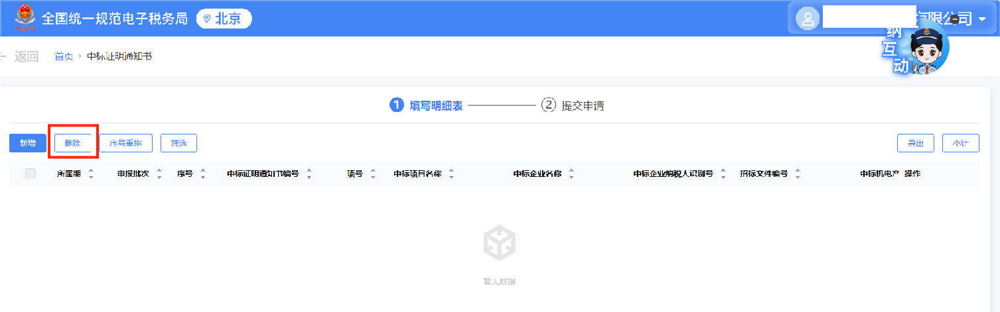 全国统一规范电子税务局 北京 有限公司
纳
互
动
返回 首页 > 中标证明通知书
1 填写明细表 2 提交申请
新增 删除 序号重排 筛选 导出 小计
所属期 申报批次 序号 中标证明通知书编号 项号 中标项目名称 中标企业名称 中标企业纳税人识别号 招标文件编号 中标机电产 操作
暂无数据